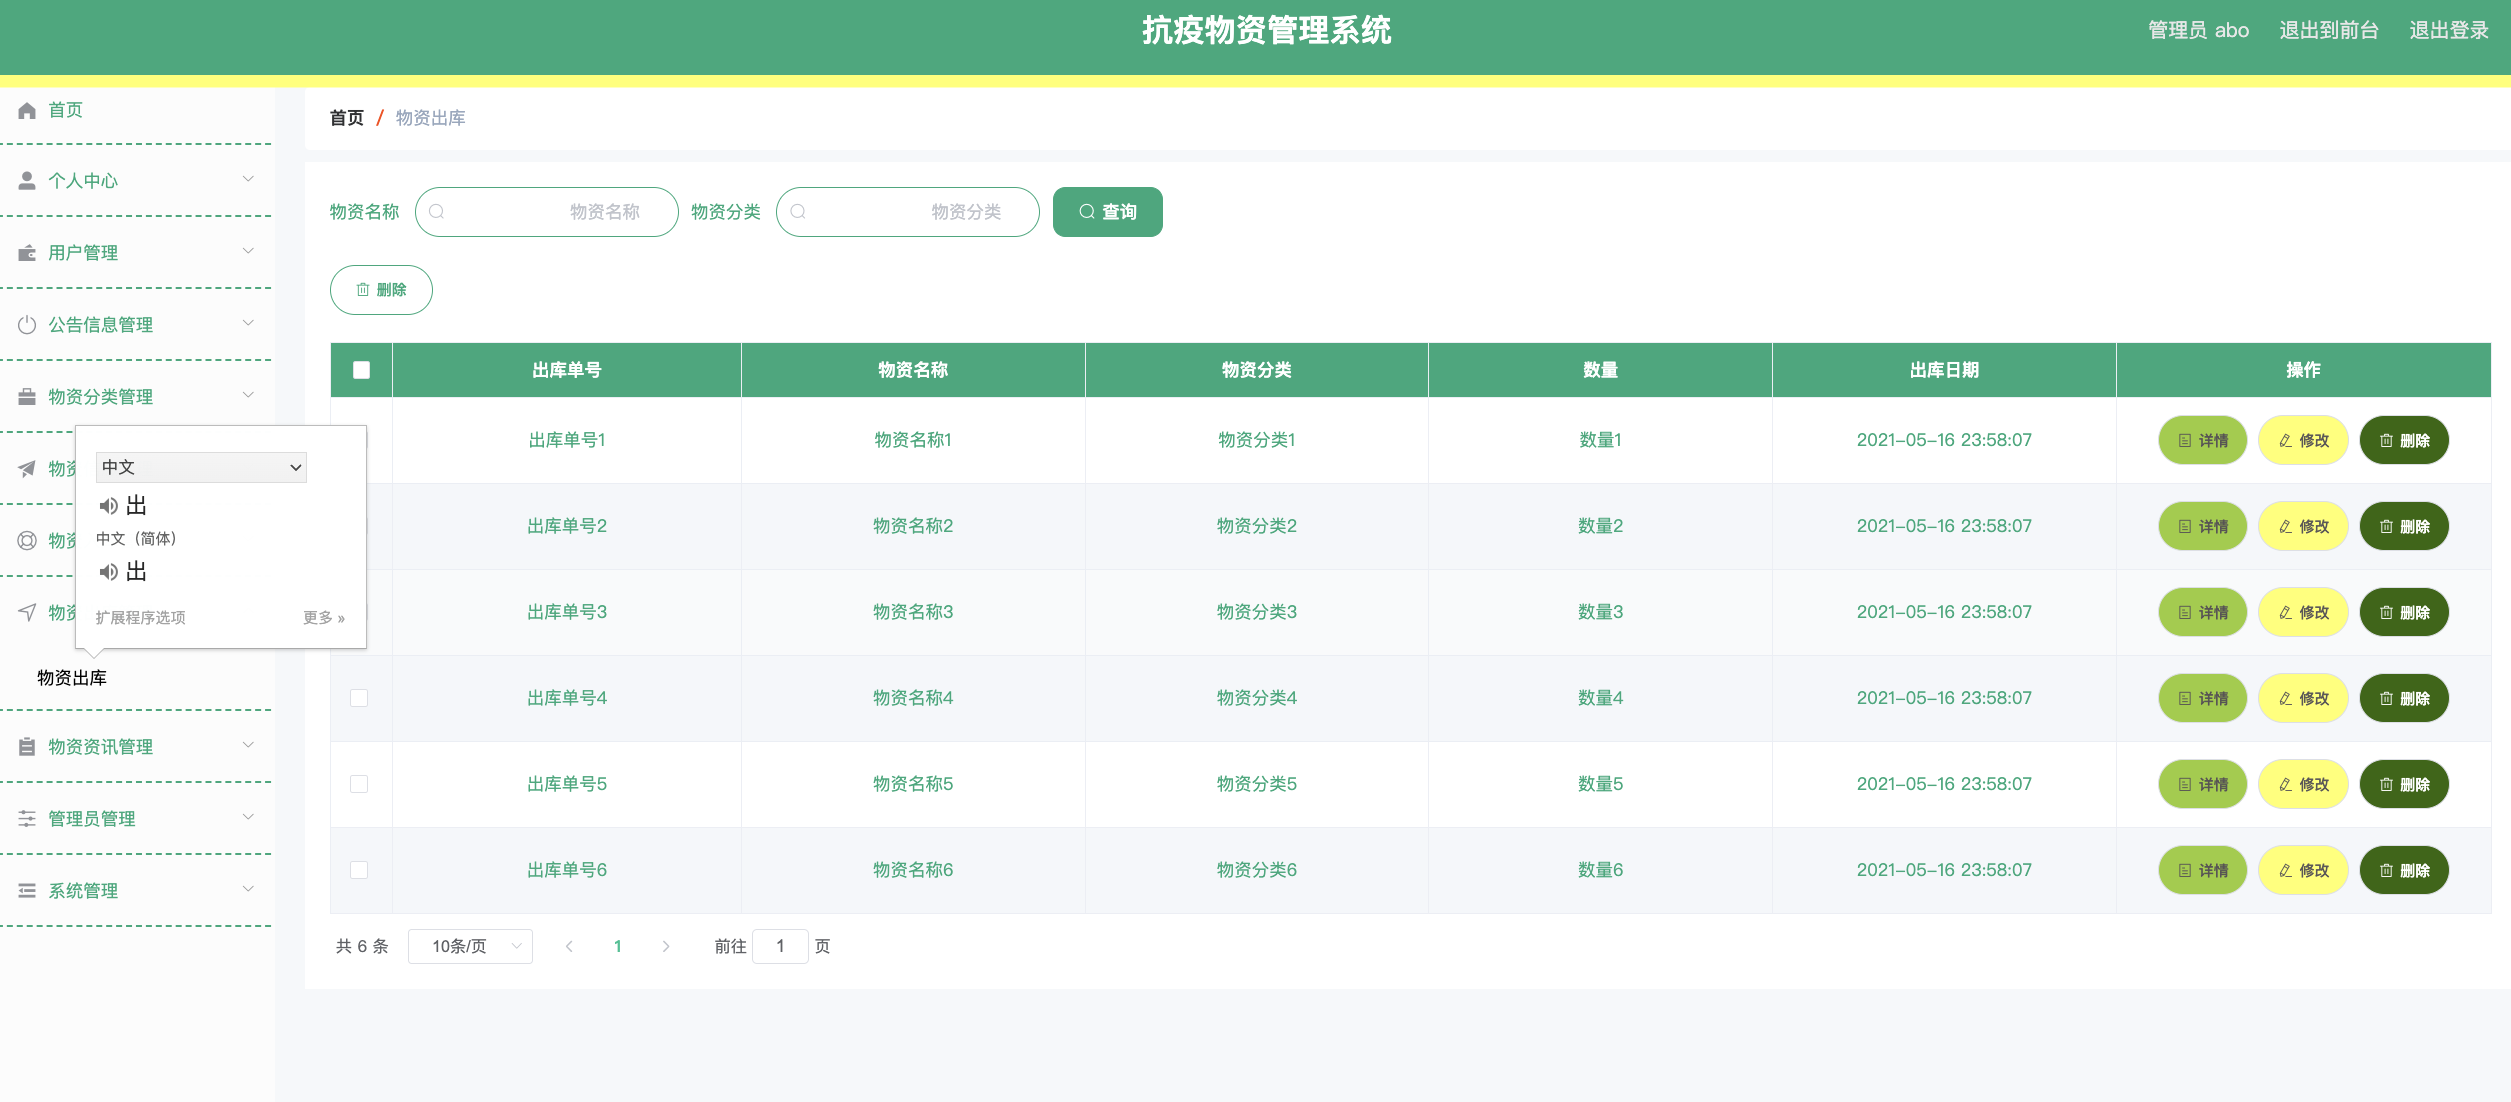 抗疫物资管理系统
管理员 abo 退出到前台 退出登录
首页
个人中心
用户管理
公告信息管理
物资分类管理
物资
物资
物资
物资出库
物资资讯管理
管理员管理
系统管理
中文
出
中文（简体）
出
扩展程序选项 更多 »
首页 / 物资出库
物资名称 物资名称 物资分类 物资分类 查询
删除
出库单号 物资名称 物资分类 数量 出库日期 操作
出库单号1 物资名称1 物资分类1 数量1 2021-05-16 23:58:07 详情 修改 删除
出库单号2 物资名称2 物资分类2 数量2 2021-05-16 23:58:07 详情 修改 删除
出库单号3 物资名称3 物资分类3 数量3 2021-05-16 23:58:07 详情 修改 删除
出库单号4 物资名称4 物资分类4 数量4 2021-05-16 23:58:07 详情 修改 删除
出库单号5 物资名称5 物资分类5 数量5 2021-05-16 23:58:07 详情 修改 删除
出库单号6 物资名称6 物资分类6 数量6 2021-05-16 23:58:07 详情 修改 删除
共 6 条 10条/页 1 前往 1 页